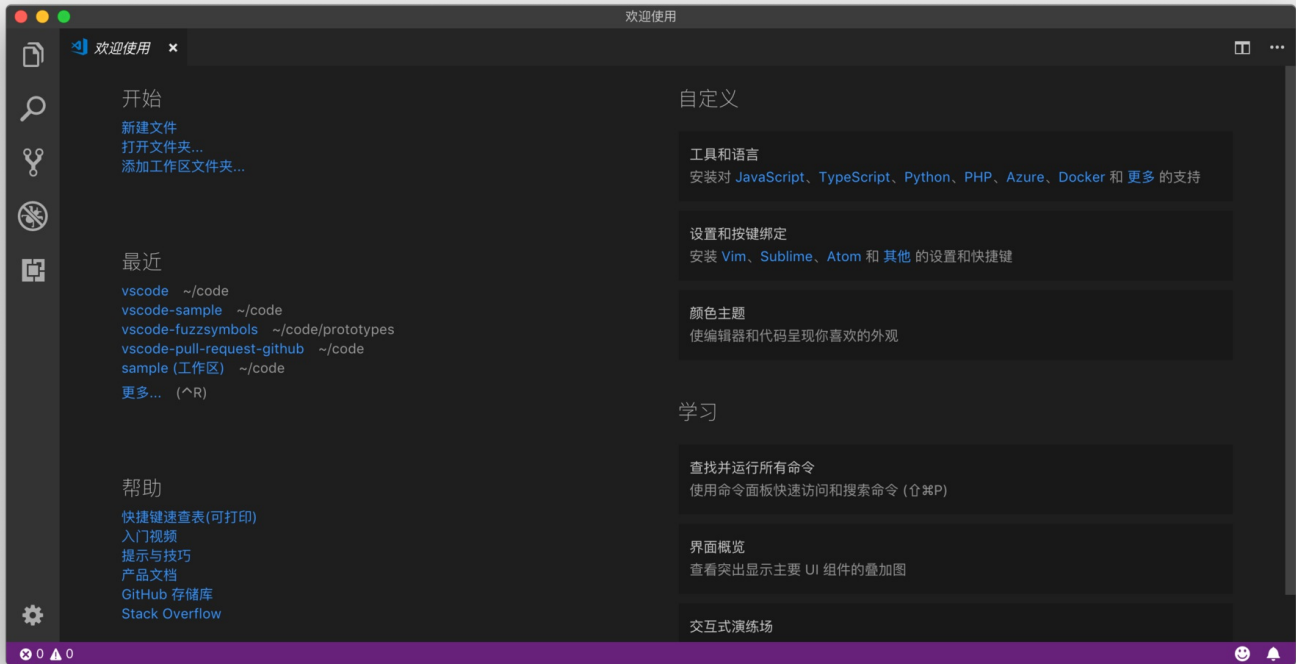 欢迎使用
欢迎使用
开始
新建文件
打开文件夹...
添加工作区文件夹...
最近
vscode ~/code
vscode-sample ~/code
vscode-fuzzsymbols ~/code/prototypes
vscode-pull-request-github ~/code
sample (工作区) ~/code
更多... (^R)
帮助
快捷键速查表(可打印)
入门视频
提示与技巧
产品文档
GitHub 存储库
Stack Overflow
自定义
工具和语言
安装对 JavaScript、TypeScript、Python、PHP、Azure、Docker 和 更多 的支持
设置和按键绑定
安装 Vim、Sublime、Atom 和 其他 的设置和快捷键
颜色主题
使编辑器和代码呈现你喜欢的外观
学习
查找并运行所有命令
使用命令面板快速访问和搜索命令 (⇧⌘P)
界面概览
查看突出显示主要 UI 组件的叠加图
交互式演练场
0 0